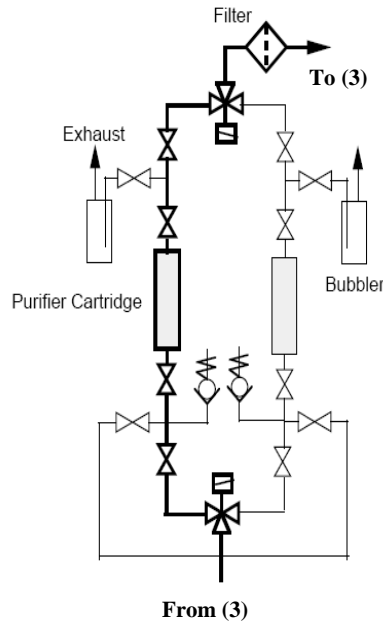 Filter
To (3)
Exhaust
Purifier Cartridge
Bubbler
From (3)